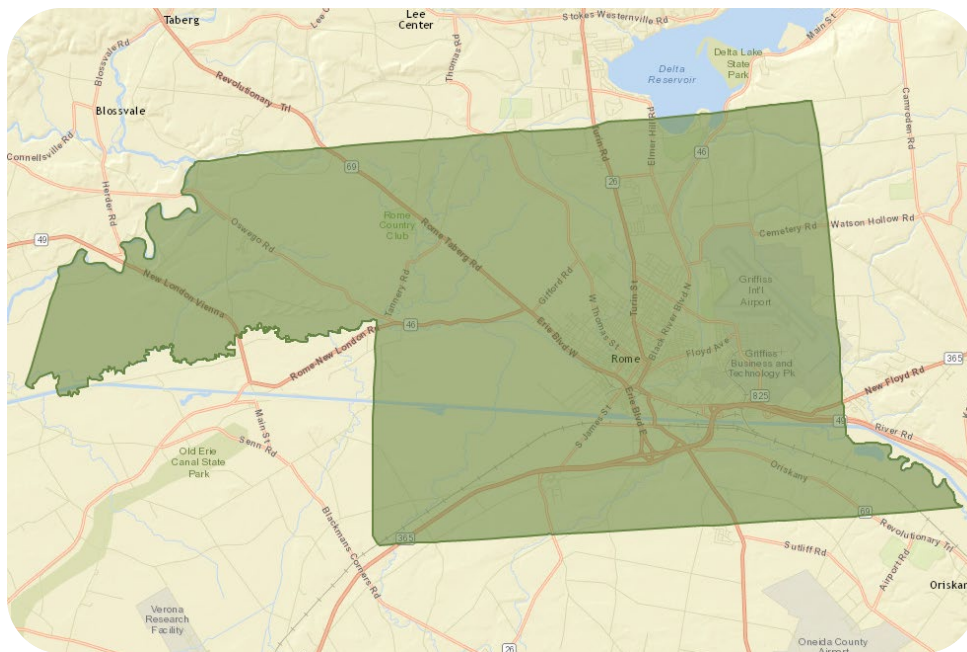 Taberg
Lee
Center
Lee C
Stokes Westernville Rd
Main St
Thomas Rd
Blossvale Rd
Revolutionary Trl
Delta
Reservoir
Delta Lake
State
Park
Blossvale
Camroden Rd
Connellsville Rd
Turin Rd
Elmer Hill Rd
69
46
26
Herder Rd
49
Oswego Rd
Rome
Country
Club
Rome Taberg Rd
Cemetery Rd
Watson Hollow Rd
New London Vienna
Tannery Rd
Gifford Rd
W Thomas St
Turin St
Black River Blvd N
Griffiss
Int'l
Airport
46
Rome New London Rd
Erie Blvd W
Floyd Ave
Rome
Griffiss
Business and
Technology Pk
365
New Floyd Rd
825
Erie Blvd E
S James St
49
River Rd
Main St
Senn Rd
Old Erie
Canal State
Park
Oriskany
Blackmans Corners Rd
69
Revolutionary Trl
365
Sutliff Rd
Airport Rd
Oriskan
Verona
Research
Facility
26
Oneida County
Airport